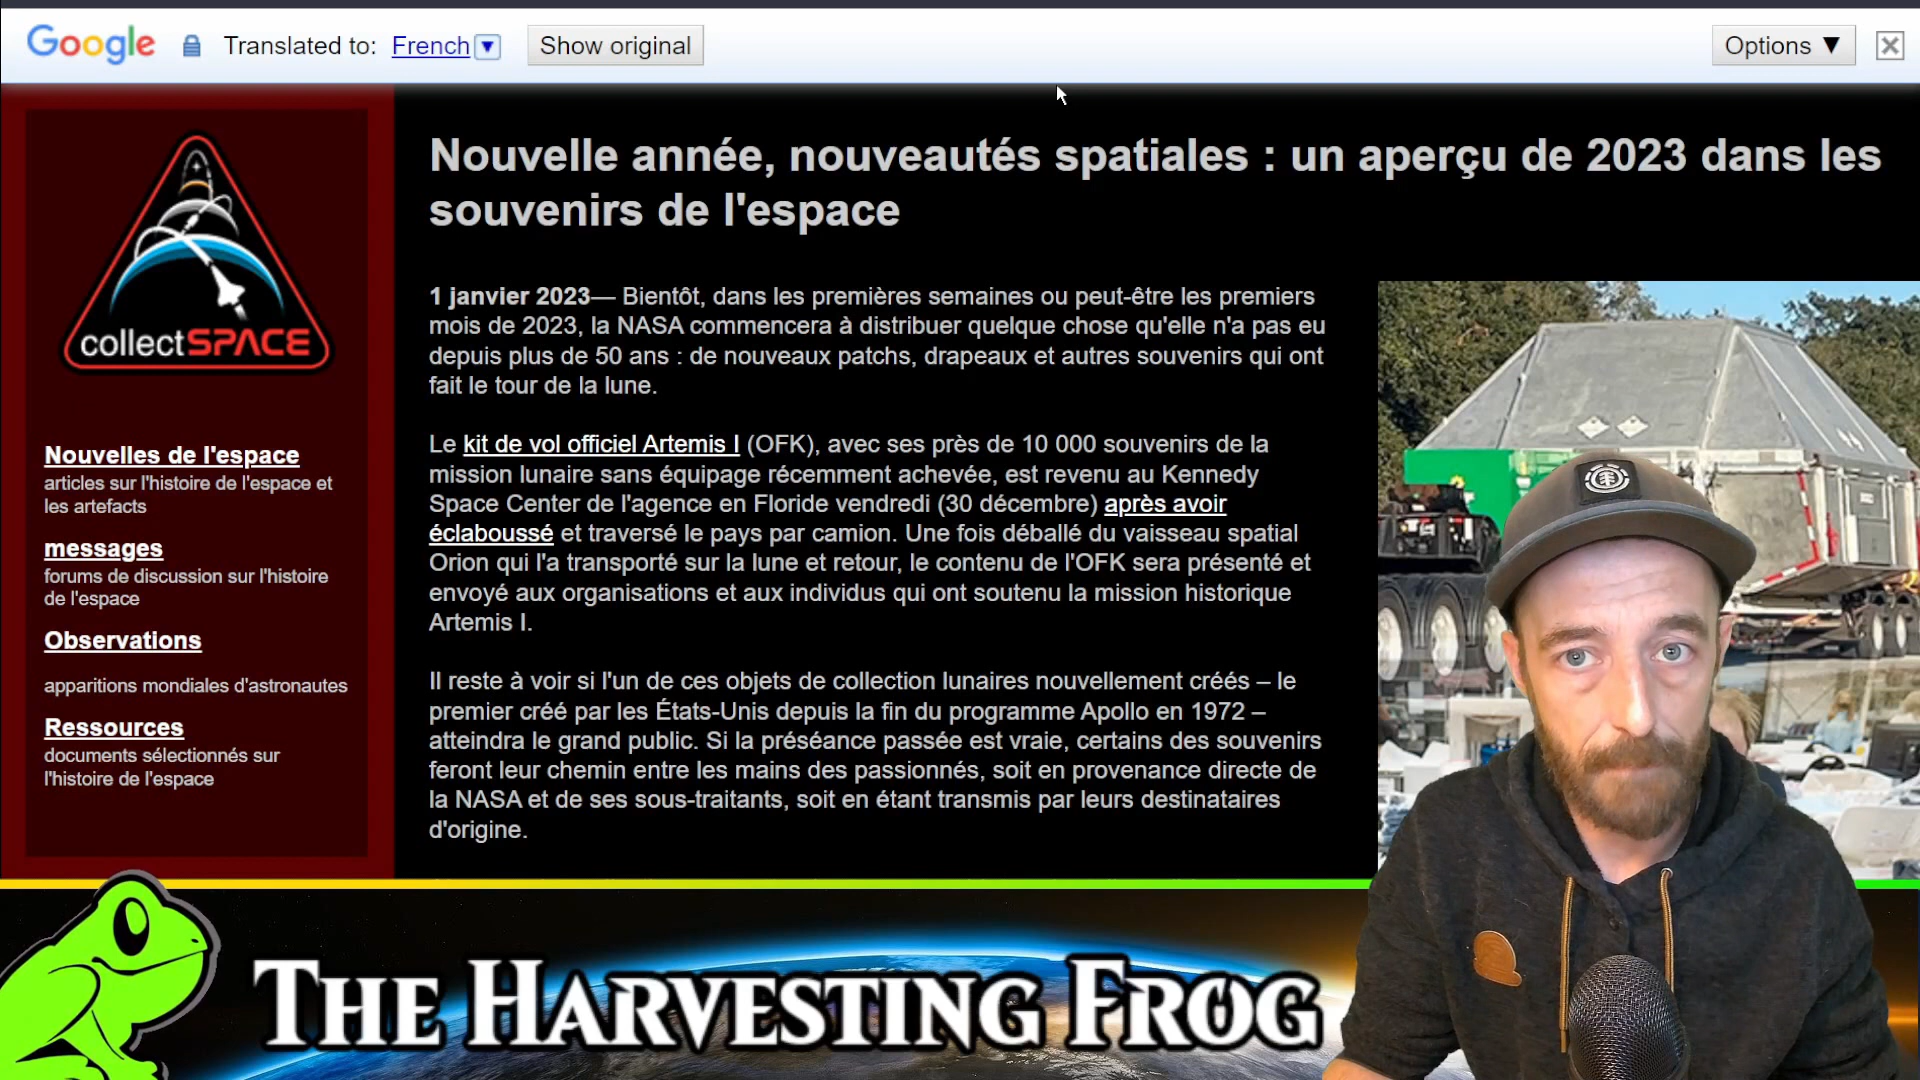 Google Translated to: French ▼ Show original Options ▼
collectSPACE
Nouvelles de l'espace
articles sur l'histoire de l'espace et
les artefacts
messages
forums de discussion sur l'histoire
de l'espace
Observations
apparitions mondiales d'astronautes
Ressources
documents sélectionnés sur
l'histoire de l'espace
Nouvelle année, nouveautés spatiales : un aperçu de 2023 dans les
souvenirs de l'espace
1 janvier 2023— Bientôt, dans les premières semaines ou peut-être les premiers
mois de 2023, la NASA commencera à distribuer quelque chose qu'elle n'a pas eu
depuis plus de 50 ans : de nouveaux patchs, drapeaux et autres souvenirs qui ont
fait le tour de la lune.
Le kit de vol officiel Artemis I (OFK), avec ses près de 10 000 souvenirs de la
mission lunaire sans équipage récemment achevée, est revenu au Kennedy
Space Center de l'agence en Floride vendredi (30 décembre) après avoir
éclaboussé et traversé le pays par camion. Une fois déballé du vaisseau spatial
Orion qui l'a transporté sur la lune et retour, le contenu de l'OFK sera présenté et
envoyé aux organisations et aux individus qui ont soutenu la mission historique
Artemis I.
Il reste à voir si l'un de ces objets de collection lunaires nouvellement créés – le
premier créé par les États-Unis depuis la fin du programme Apollo en 1972 –
atteindra le grand public. Si la préséance passée est vraie, certains des souvenirs
feront leur chemin entre les mains des passionnés, soit en provenance directe de
la NASA et de ses sous-traitants, soit en étant transmis par leurs destinataires
d'origine.
THE HARVESTING FROG